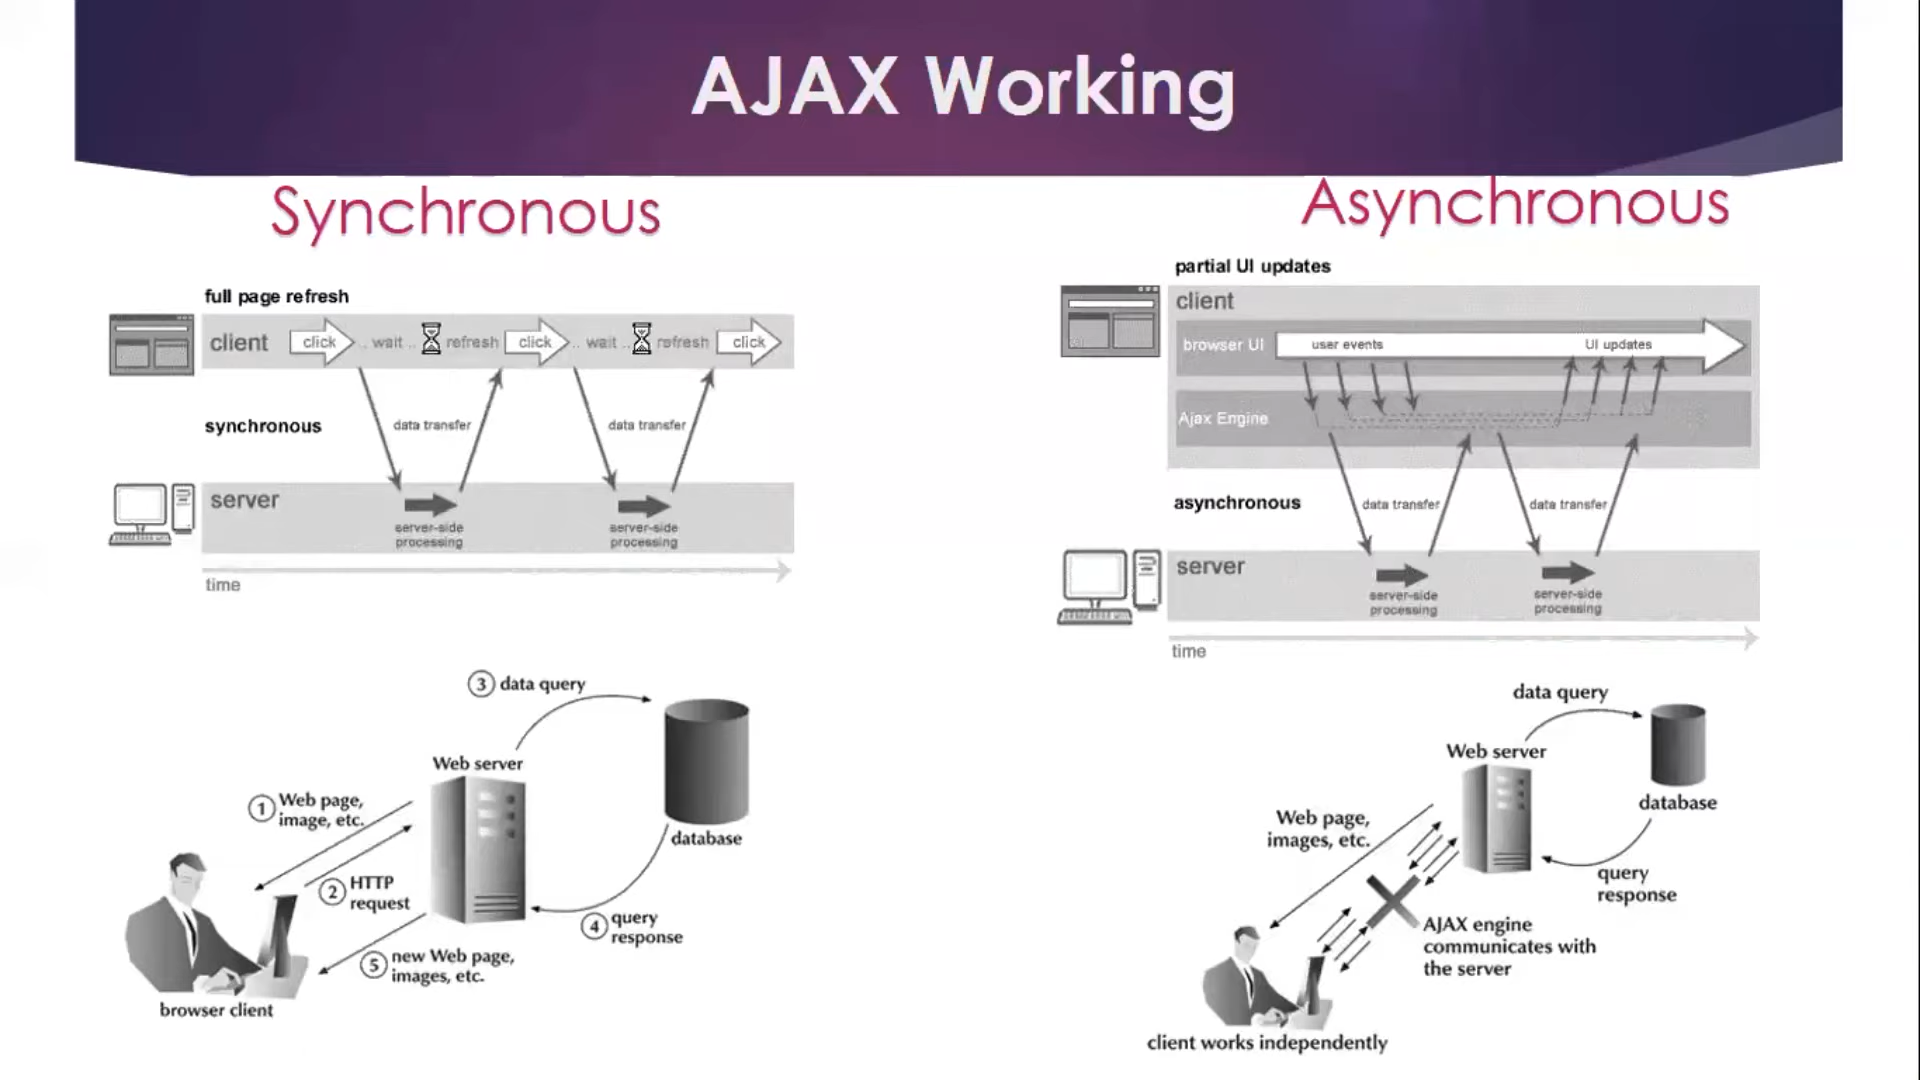 AJAX Working
Synchronous
full page refresh
client
click
.. wait ..
refresh
click
.. wait ..
refresh
click
synchronous
data transfer
data transfer
server
server-side
processing
server-side
processing
time
3 data query
Web server
1 Web page,
image, etc.
database
2 HTTP
request
4 query
response
5 new Web page,
images, etc.
browser client
Asynchronous
partial UI updates
client
browser UI
user events
UI updates
Ajax Engine
asynchronous
data transfer
data transfer
server
server-side
processing
server-side
processing
time
data query
Web server
database
Web page,
images, etc.
query
response
AJAX engine
communicates with
the server
client works independently